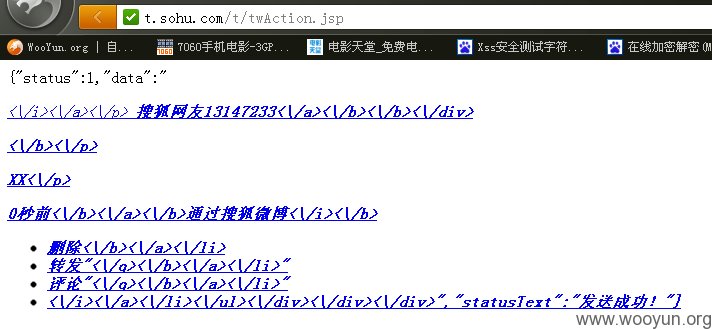 t.sohu.com/t/twAction.jsp
WooYun.org | 自...
7060手机电影-3GP...
电影天堂_免费电...
Xss安全测试字符...
在线加密解密(M
{"status":1,"data":"
<\/i><\/a><\/p> 搜狐网友13147233<\/a><\/b><\/b><\/div>
<\/b><\/p>
XX<\/p>
0秒前<\/b><\/a><\/b>通过搜狐微博<\/i><\/b>
删除<\/b><\/a><\/li>
转发"<\/q><\/b><\/a><\/li>"
评论"<\/q><\/b><\/a><\/li>"
<\/i><\/a><\/li><\/ul><\/div><\/div><\/div>","statusText":"发送成功！"]
www.wooyun.org